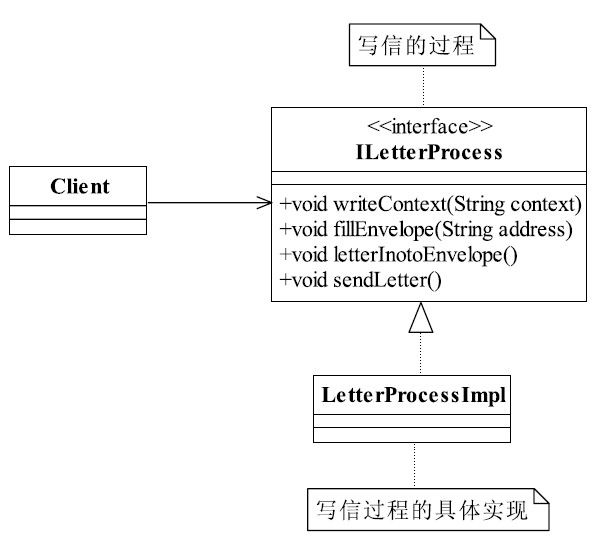 写信的过程
<<interface>>
ILetterProcess
Client
+void writeContext(String context)
+void fillEnvelope(String address)
+void letterInotoEnvelope()
+void sendLetter()
LetterProcessImpl
写信过程的具体实现